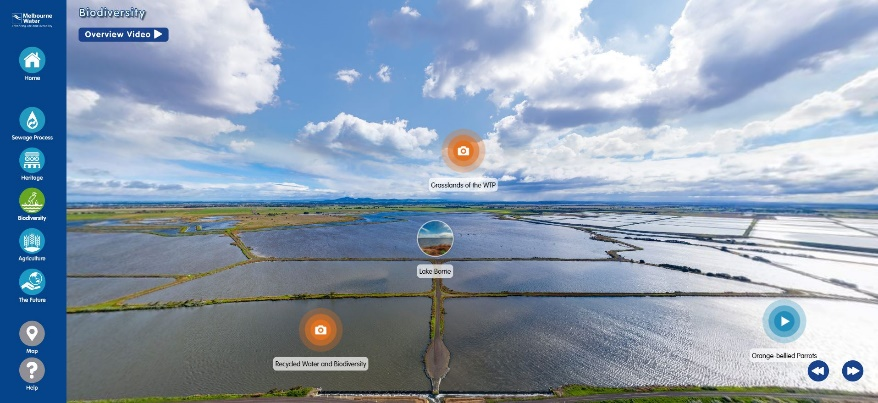 Melbourne
Water
Home
Sewage Process
Heritage
Biodiversity
Agriculture
The Future
Map
Help
Biodiversity
Overview Video
Grasslands of the WTP
Lake Borrie
Recycled Water and Biodiversity
Orange-bellied Parrots